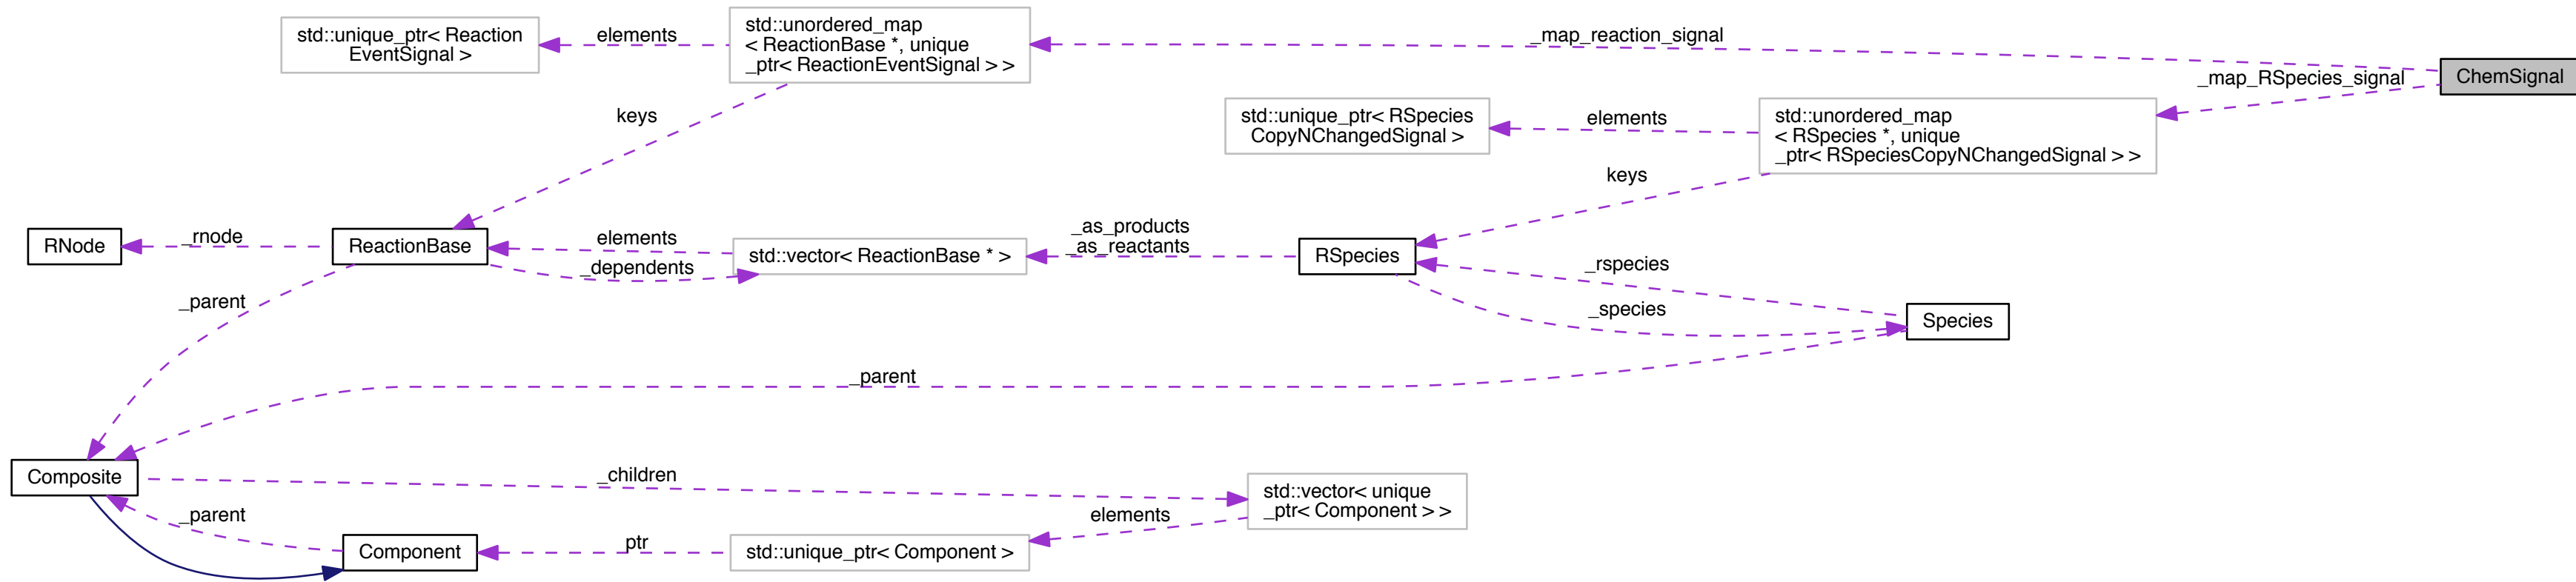 std::unique_ptr< Reaction
EventSignal >
elements
std::unordered_map
< ReactionBase *, unique
_ptr< ReactionEventSignal > >
_map_reaction_signal
ChemSignal
_map_RSpecies_signal
keys
std::unique_ptr< RSpecies
CopyNChangedSignal >
elements
std::unordered_map
< RSpecies *, unique
_ptr< RSpeciesCopyNChangedSignal > >
keys
RNode
_rnode
ReactionBase
elements
_dependents
std::vector< ReactionBase * >
_as_products
_as_reactants
RSpecies
_rspecies
_species
Species
_parent
_parent
Composite
_children
std::vector< unique
_ptr< Component > >
_parent
elements
Component
ptr
std::unique_ptr< Component >